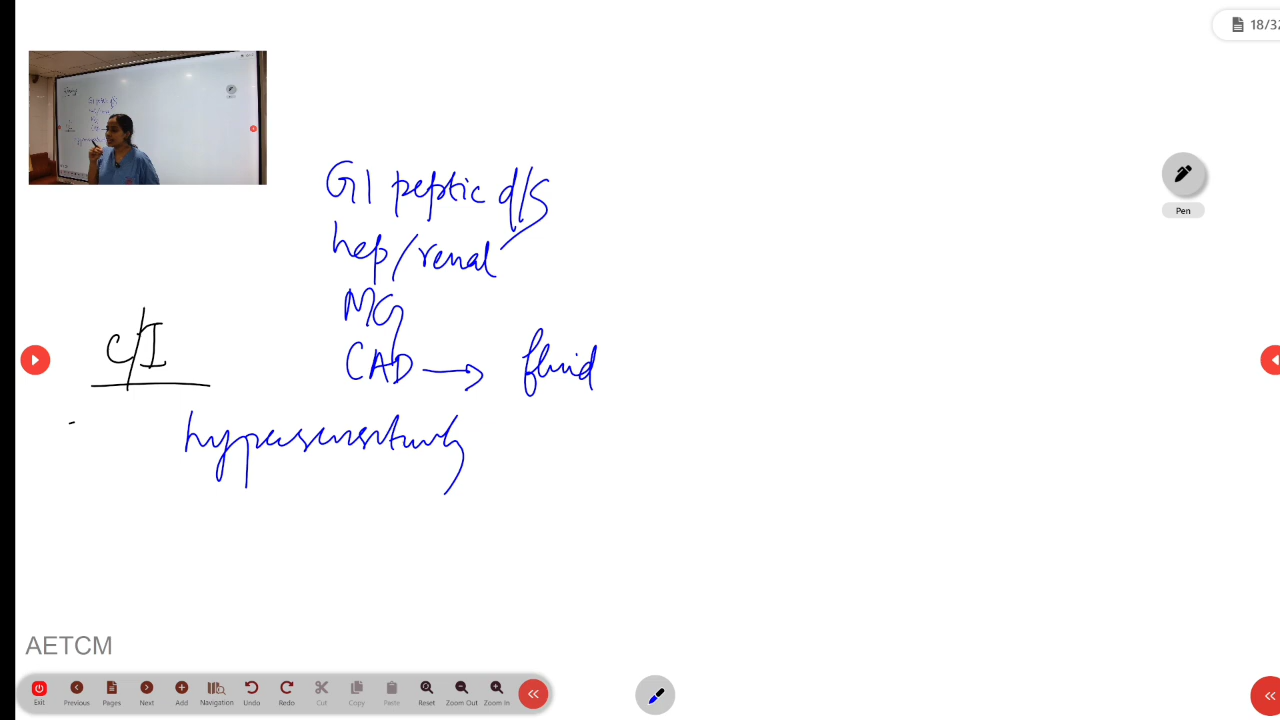 18/32
GI peptic d/s
hep/renal
MG
CAD → fluid
C/I
hypersensitivity
Pen
AETCM
Exit Previous Pages Next Add Navigation Undo Redo Cut Copy Paste Reset Zoom Out Zoom In